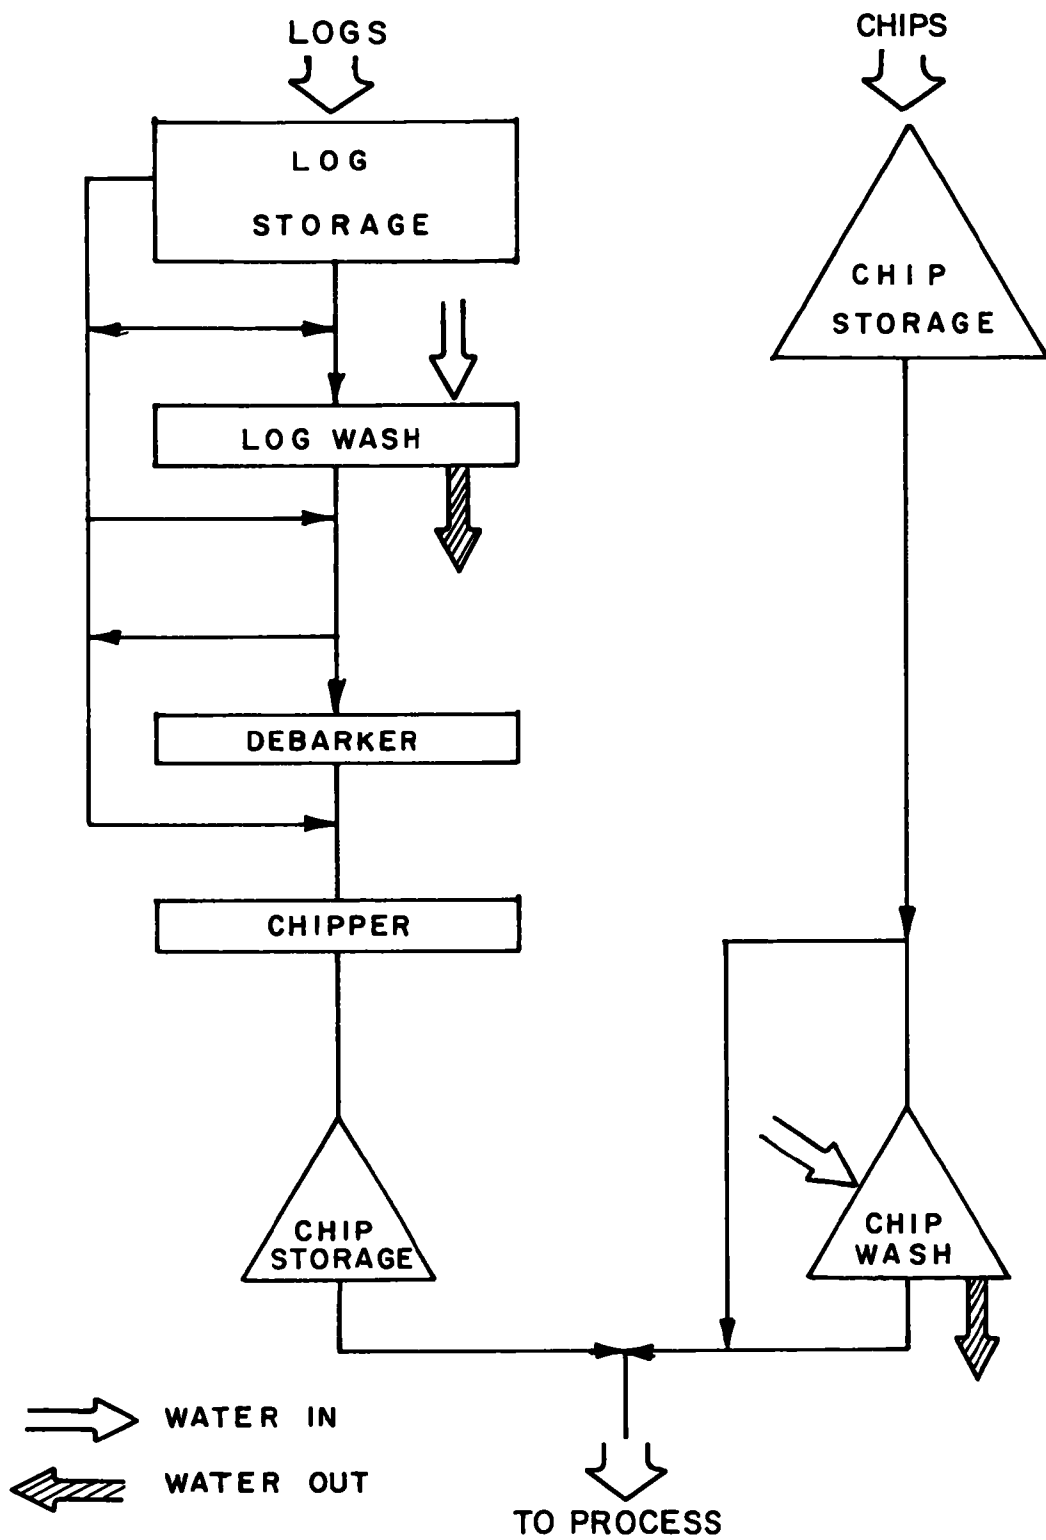 LOGS
CHIPS
LOG
STORAGE
CHIP
STORAGE
LOG WASH
DEBARKER
CHIPPER
CHIP
STORAGE
CHIP
WASH
WATER IN
WATER OUT
TO PROCESS